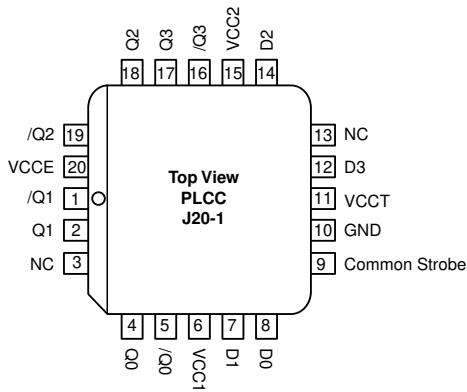 Q2
Q3
/Q3
VCC2
D2
18
17
16
15
14
/Q2 19
VCCE 20
/Q1 1
Q1 2
NC 3
Top View
PLCC
J20-1
13 NC
12 D3
11 VCCT
10 GND
9 Common Strobe
4
5
6
7
8
Q0
/Q0
VCC1
D1
D0